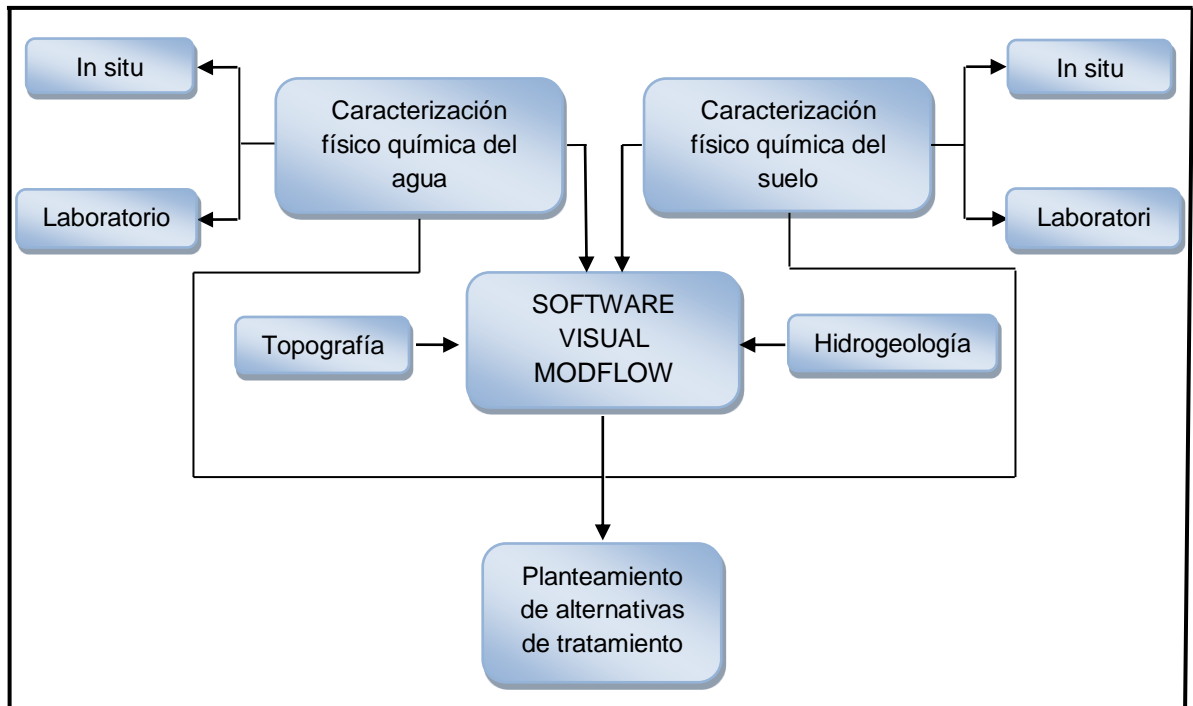 In situ
Caracterización
físico química del
agua
Laboratorio
Caracterización
físico química del
suelo
In situ
Laboratori
Topografía
SOFTWARE
VISUAL
MODFLOW
Hidrogeología
Planteamiento
de alternativas
de tratamiento